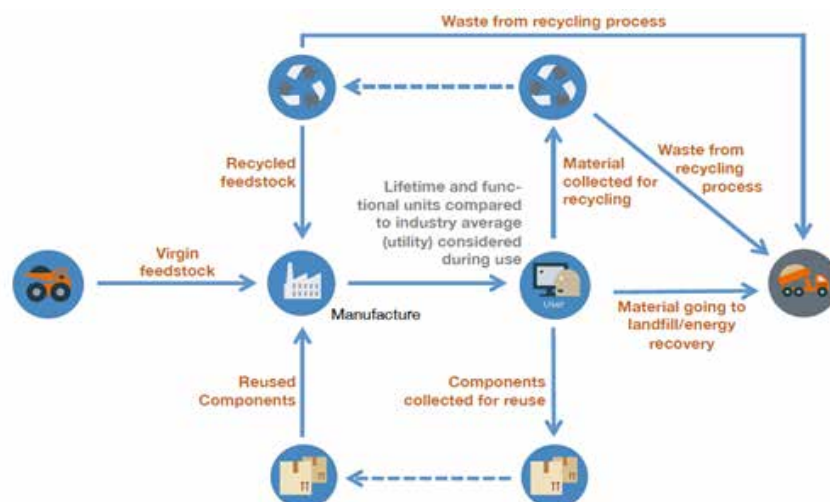 Waste from recycling process
Recycled
feedstock
Material
collected for
recycling
Waste from
recycling
process
Lifetime and func-
tional units compared
to industry average
(utility) considered
during use
Virgin
feedstock
Manufacture
User
Material going to
landfill/energy
recovery
Reused
Components
Components
collected for reuse